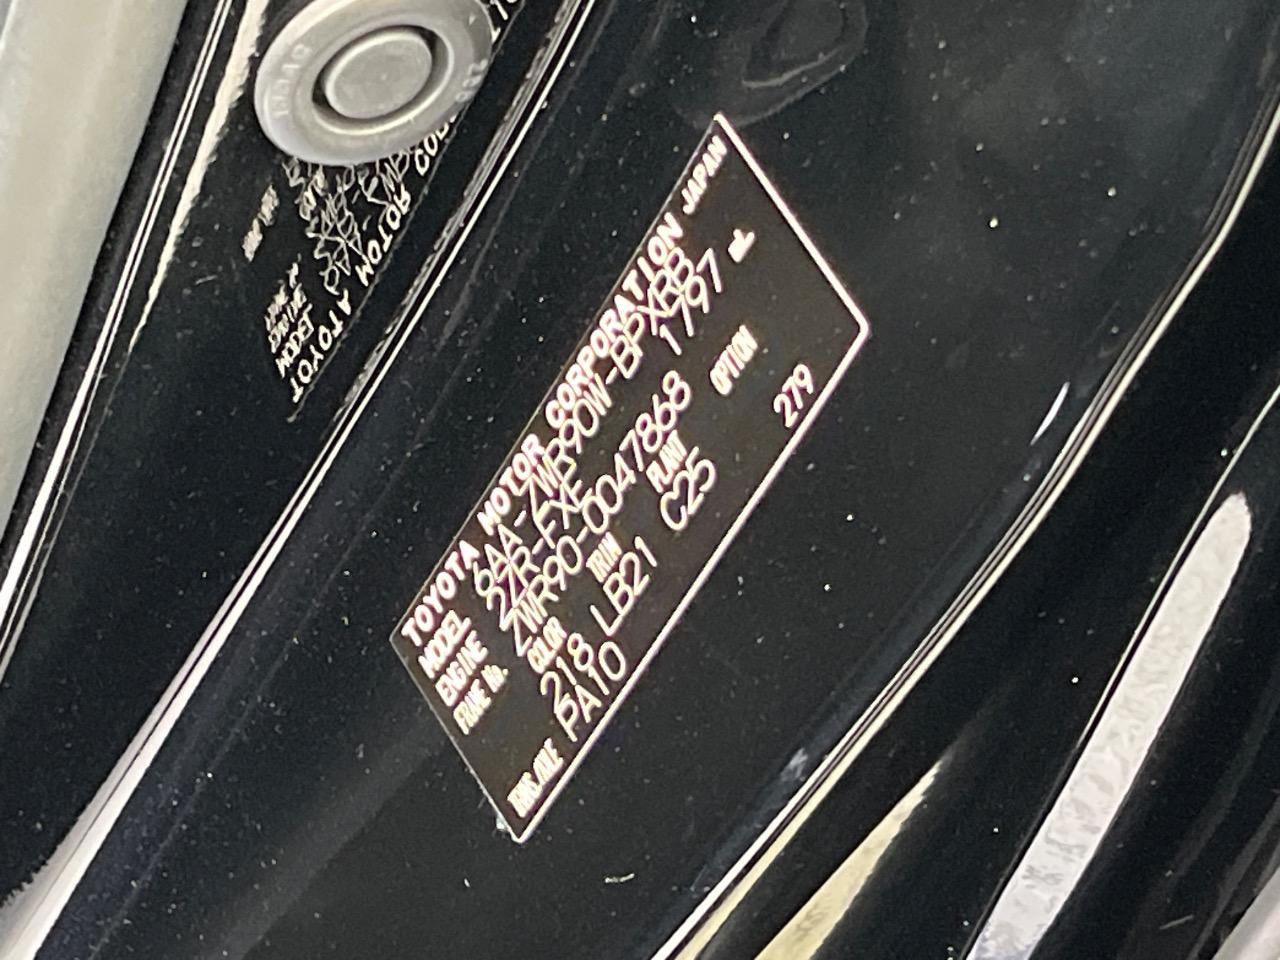 TOYOTA MOTOR CORPORATION JAPAN
MODEL 6AA-ZWR90W-BPXRB
ENGINE 2ZR-FXE 1797 mL
FRAME No. ZWR90-0047868
COLOR TRIM PLANT OPTION
218 LB21 C25
TRANS./AXLE PA10 279